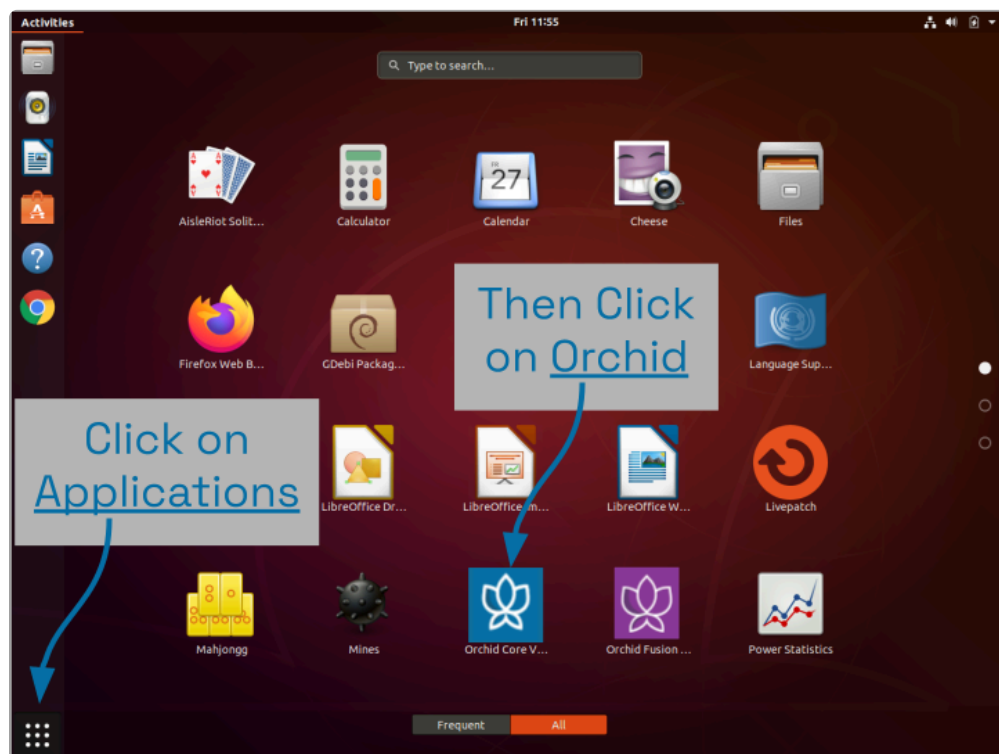 Activities
Fri 11:55
Type to search...
AisleRiot Solit...
Calculator
FR
27
Calendar
Cheese
Files
Firefox Web B...
GDebi Packag...
Then Click
on Orchid
Language Sup...
Click on
Applications
LibreOffice Dr...
LibreOffice Im...
LibreOffice W...
Livepatch
Mahjongg
Mines
Orchid Core V...
Orchid Fusion ...
Power Statistics
Frequent
All